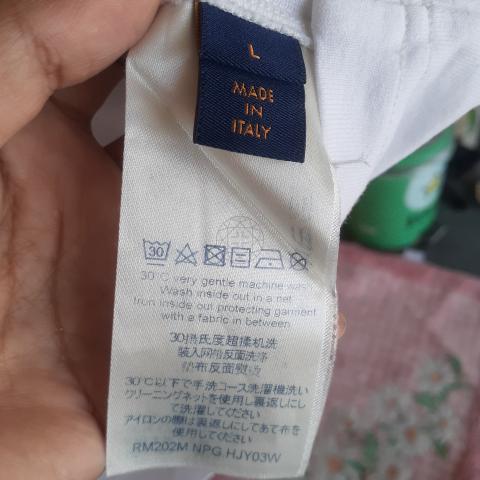 L
MADE
IN
ITALY
30
30°C very gentle machine wash
Wash inside out in a net
Iron inside out protecting garment
with a fabric in between
30摄氏度超柔机洗
装入网袋反面洗涤
垫布反面熨烫
30℃以下で手洗コース洗濯機洗い
クリーニングネットを使用し裏返しにし
て洗濯してください
アイロンの際は裏返しにしてあて布を
使用してください
RM202M NPG HJY03W